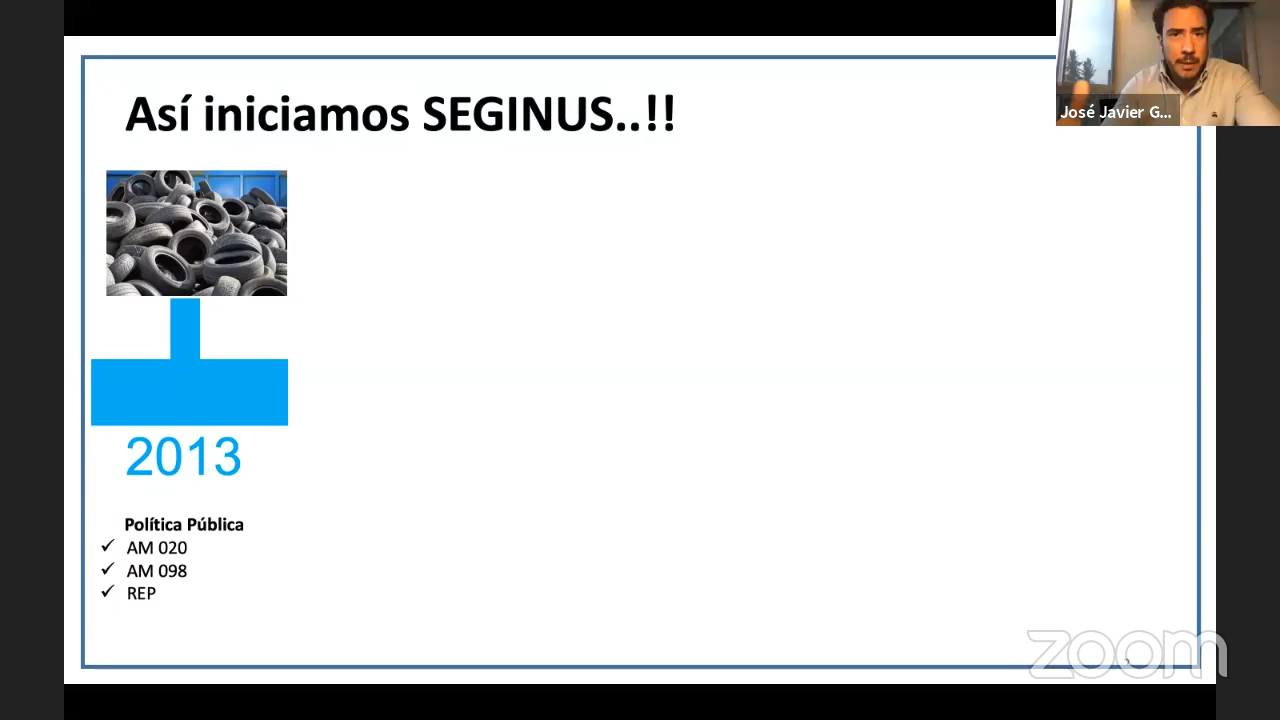 Así iniciamos SEGINUS..!!
José Javier G...
2013
Política Pública
✓ AM 020
✓ AM 098
✓ REP
zoom